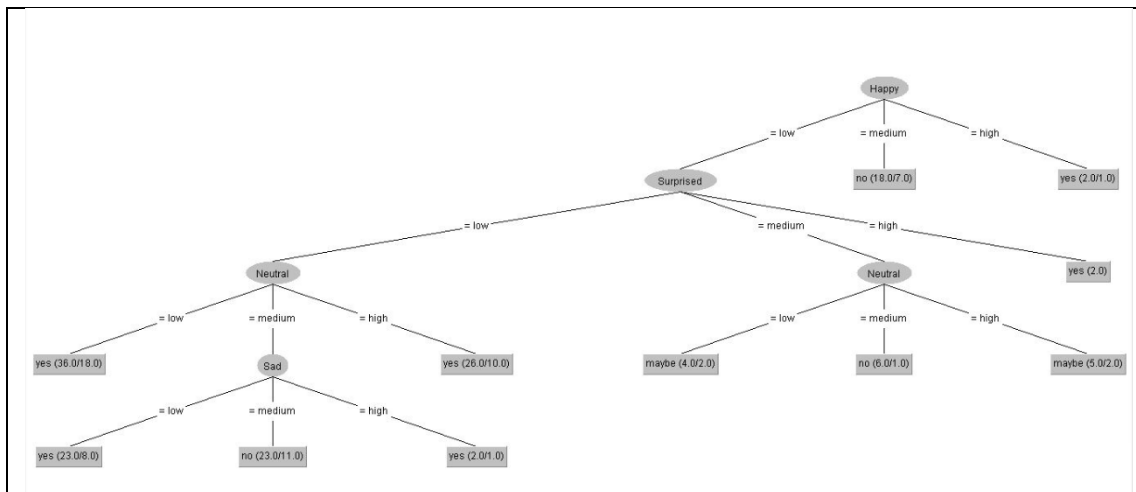 Happy
= low
= medium
= high
Surprised
no (18.0/7.0)
yes (2.0/1.0)
= low
= medium
= high
Neutral
Neutral
yes (2.0)
= low
= medium
= high
= low
= medium
= high
yes (36.0/18.0)
Sad
yes (26.0/10.0)
maybe (4.0/2.0)
no (6.0/1.0)
maybe (5.0/2.0)
= low
= medium
= high
yes (23.0/8.0)
no (23.0/11.0)
yes (2.0/1.0)